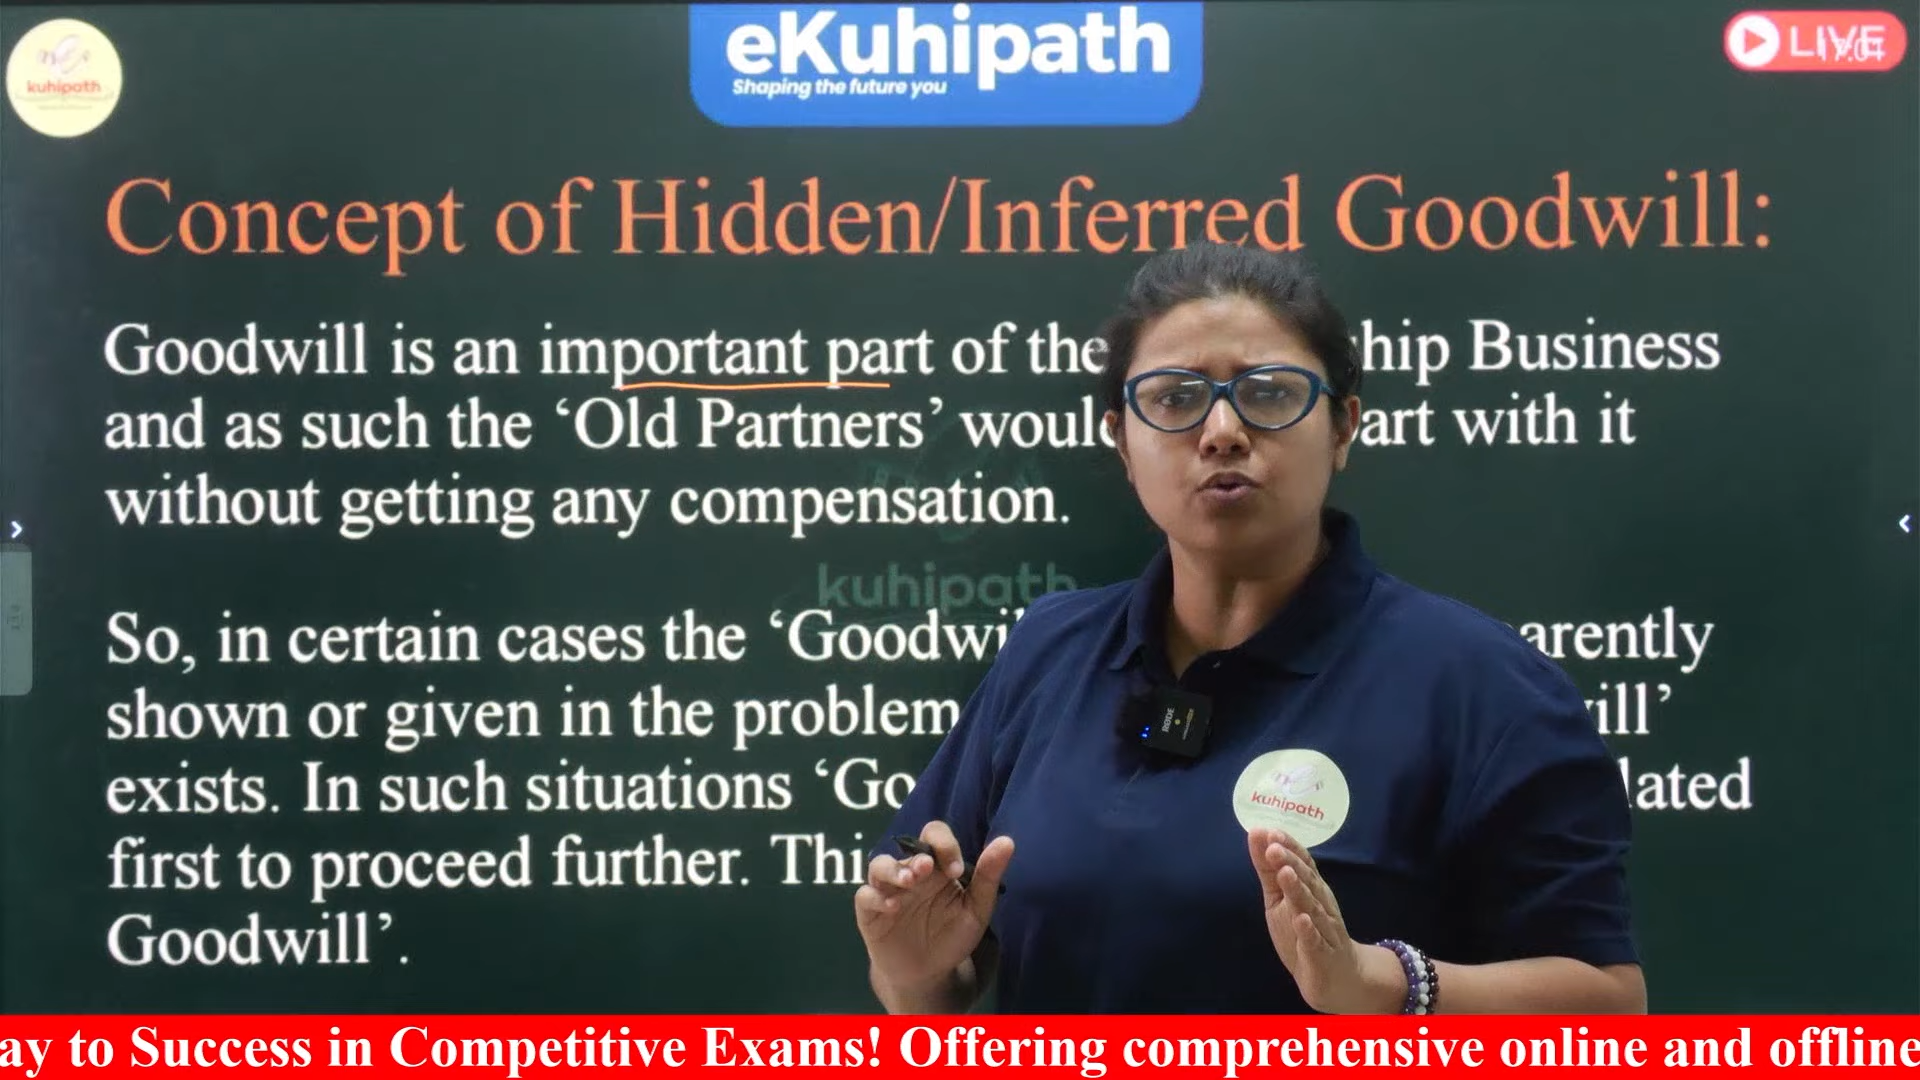 kuhipath
eKuhipath
Shaping the future you
LIVE
Concept of Hidden/Inferred Goodwill:
Goodwill is an important part of the hip Business
and as such the ‘Old Partners’ would art with it
without getting any compensation.
kuhipath
So, in certain cases the ‘Goodwil arently
shown or given in the problem ill’
exists. In such situations ‘Go lated
first to proceed further. Thi
Goodwill’.
RØDE
kuhipath
ay to Success in Competitive Exams! Offering comprehensive online and offline